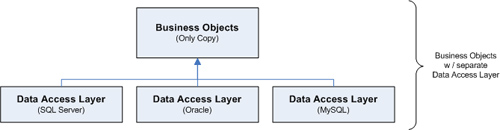 Business Objects
(Only Copy)
Data Access Layer
(SQL Server)
Data Access Layer
(Oracle)
Data Access Layer
(MySQL)
Business Objects
w / separate
Data Access Layer